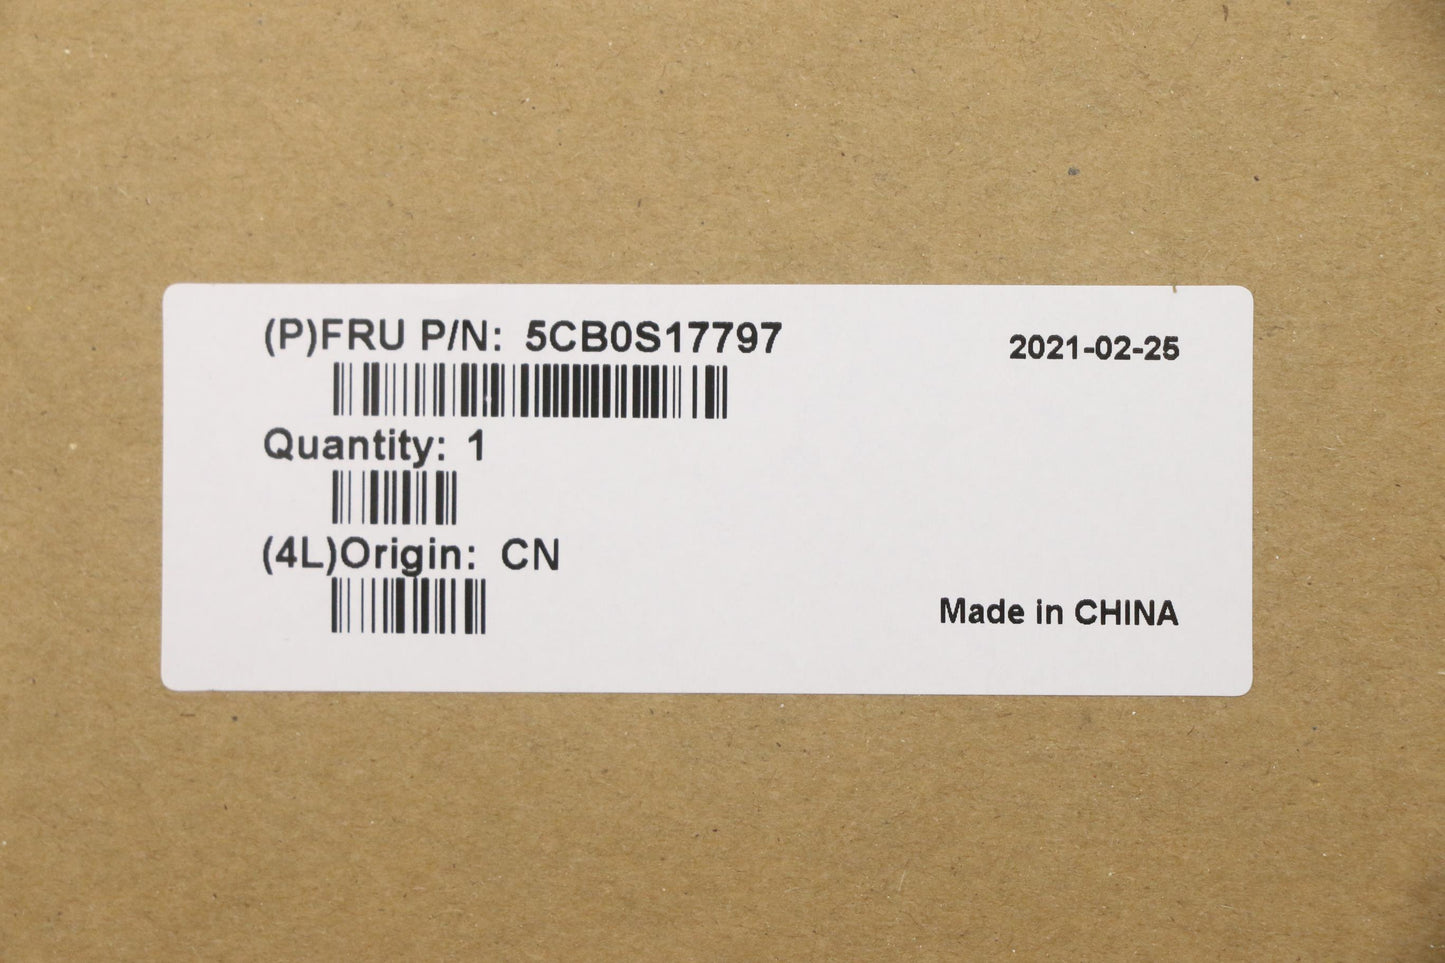 (P)FRU P/N: 5CB0S17797
2021-02-25
Quantity: 1
(4L)Origin: CN
Made in CHINA